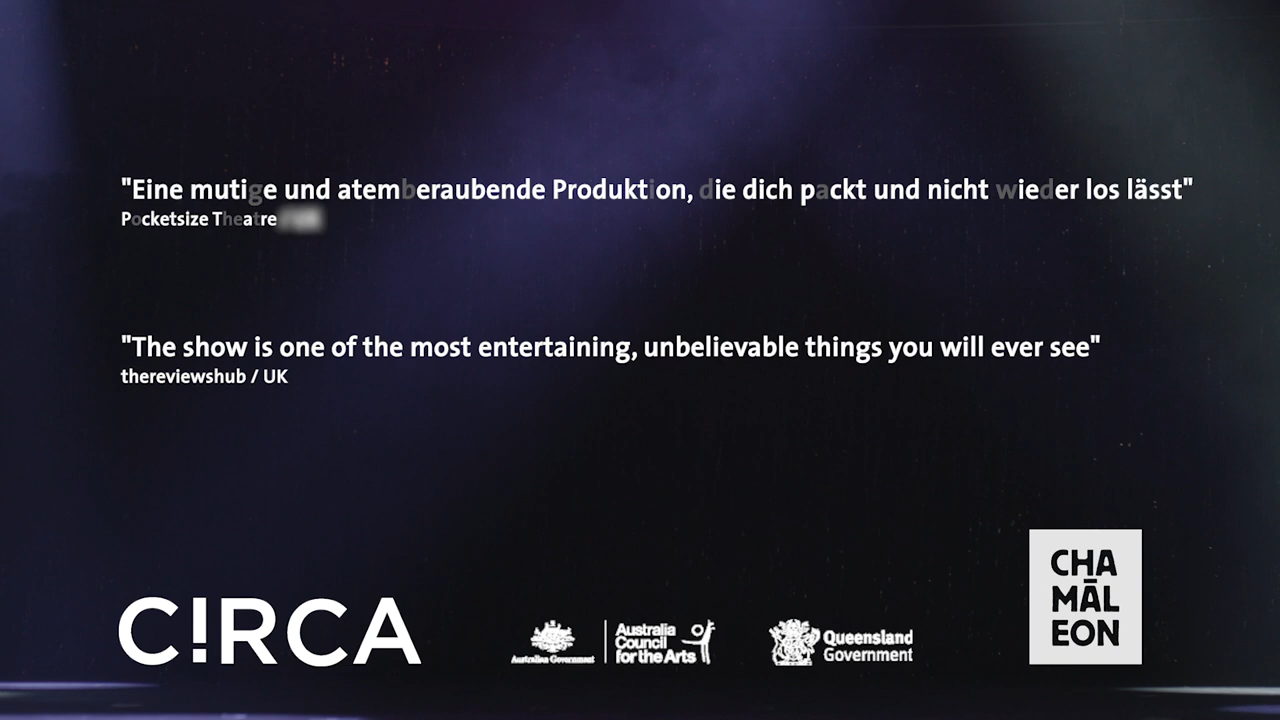 "Eine mutige und atemberaubende Produktion, die dich packt und nicht wieder los lässt"
Pocketsize Theatre
"The show is one of the most entertaining, unbelievable things you will ever see"
thereviewshub / UK
C!RCA
Australian Government
Australia
Council
for the Arts
Queensland
Government
CHA
MĀL
EON